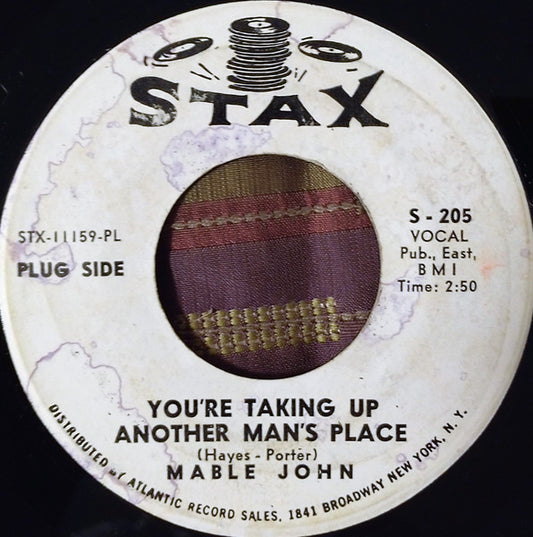 STAX
STX-11159-PL
PLUG SIDE
S - 205
VOCAL
Pub., East,
BMI
Time: 2:50
YOU'RE TAKING UP
ANOTHER MAN'S PLACE
(Hayes - Porter)
MABLE JOHN
DISTRIBUTED BY ATLANTIC RECORD SALES, 1841 BROADWAY NEW YORK, N. Y.